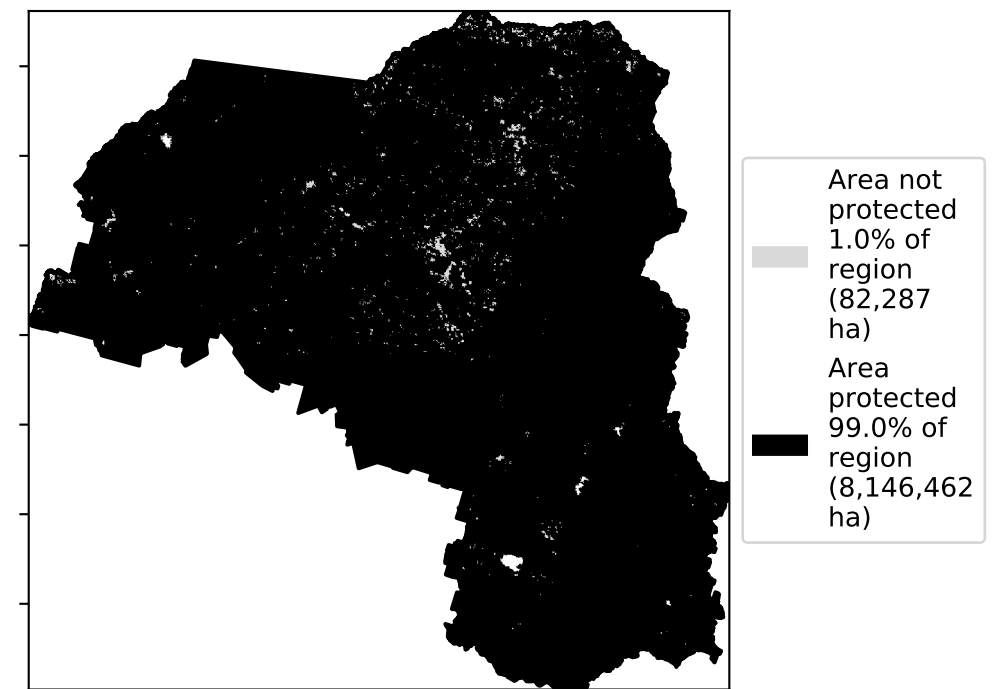 Area not
protected
1.0% of
region
(82,287
ha)
Area
protected
99.0% of
region
(8,146,462
ha)